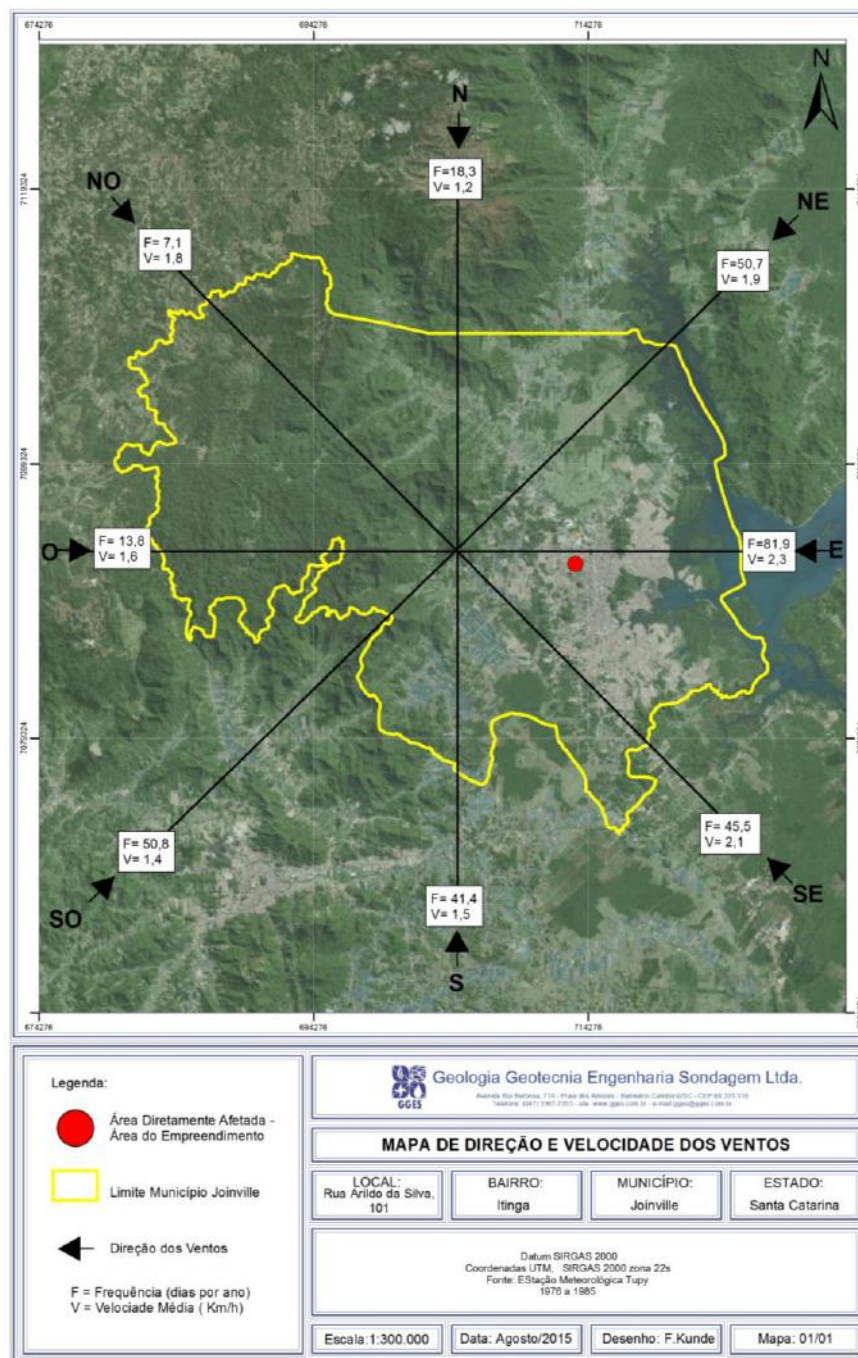 674276
694276
714276
N
N
F=18,3
V= 1,2
NO
NE
7119324
F= 7,1
V= 1,8
F=50,7
V= 1,9
7099324
O
F= 13,8
V= 1,6
F=81,9
V= 2,3
E
7079324
F= 50,8
V= 1,4
F= 45,5
V= 2,1
SO
F= 41,4
V= 1,5
SE
S
674276
694276
714276
Legenda:
Área Diretamente Afetada -
Área do Empreendimento
Limite Município Joinville
Direção dos Ventos
F = Frequência (dias por ano)
V = Velociade Média ( Km/h)
GGES
Geologia Geotecnia Engenharia Sondagem Ltda.
MAPA DE DIREÇÃO E VELOCIDADE DOS VENTOS
LOCAL:
Rua Arildo da Silva,
101
BAIRRO:
Itinga
MUNICÍPIO:
Joinville
ESTADO:
Santa Catarina
Datum SIRGAS 2000
Coordenadas UTM, SIRGAS 2000 zona 22s
Fonte: EStação Meteorológica Tupy
1976 a 1985
Escala:1:300.000
Data: Agosto/2015
Desenho: F.Kunde
Mapa: 01/01